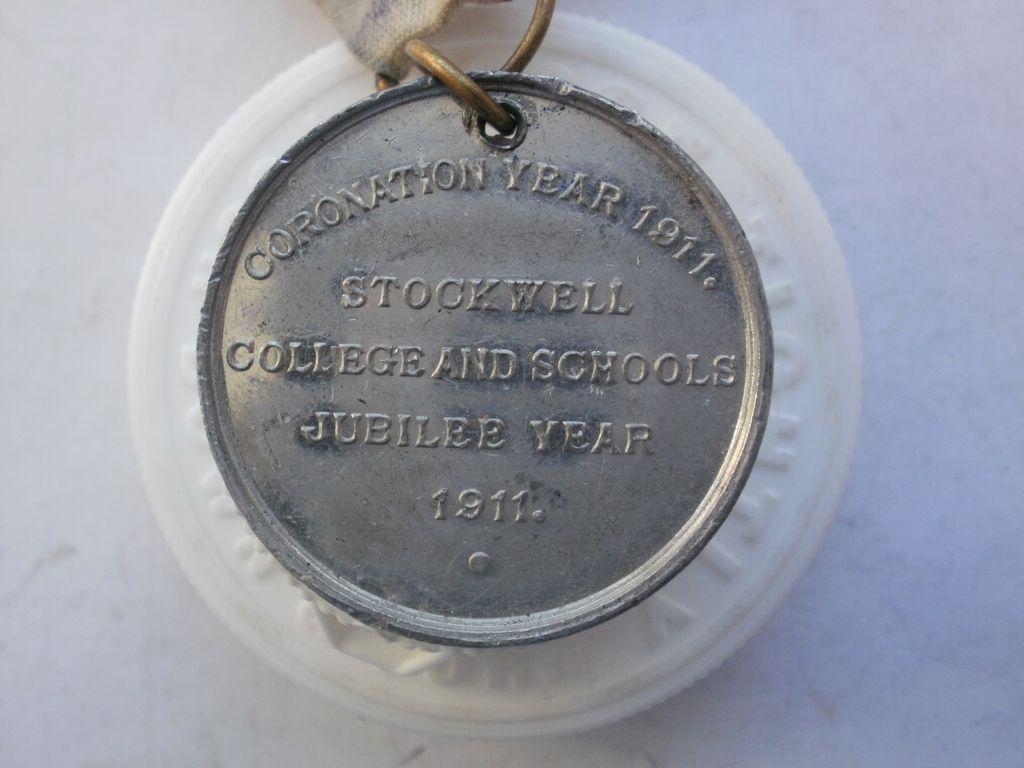 CORONATION YEAR 1911.
STOCKWELL
COLLEGE AND SCHOOLS
JUBILEE YEAR
1911.